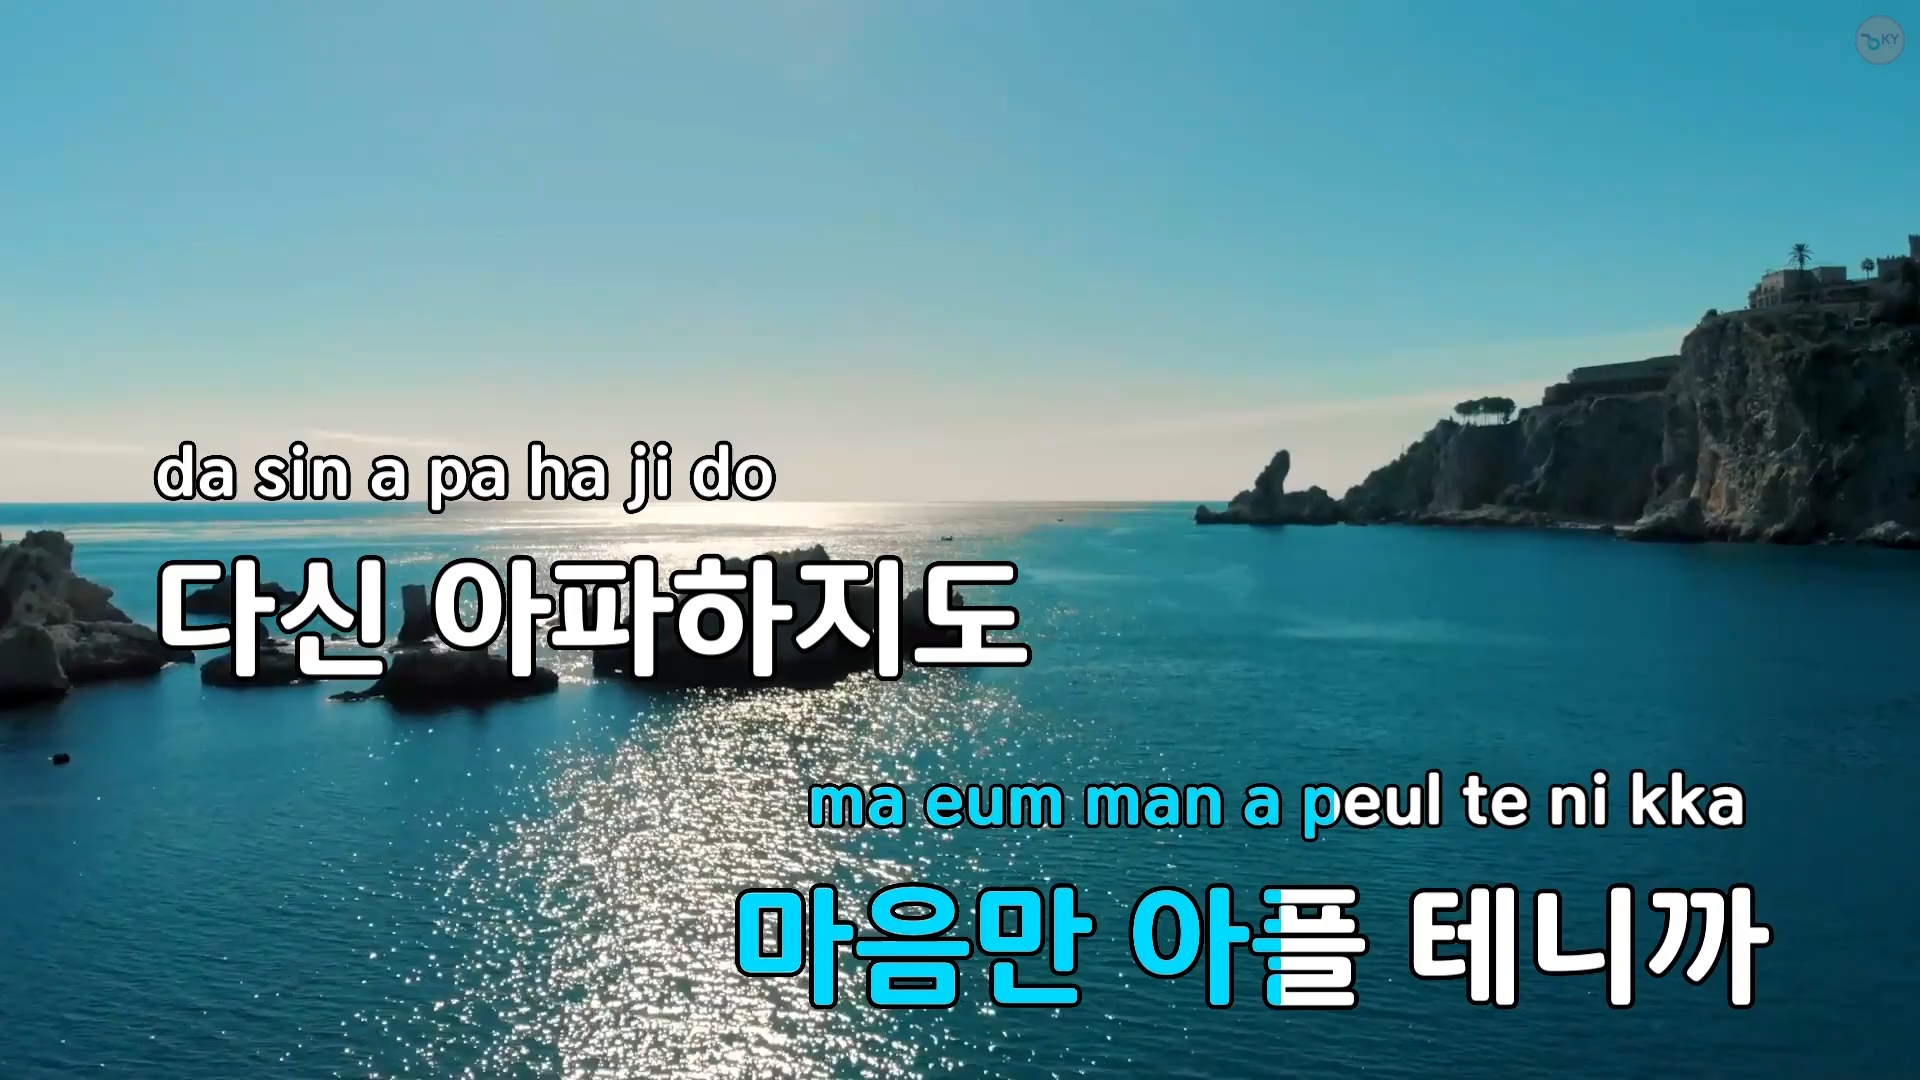 KY
da sin a pa ha ji do
다신 아파하지도
ma eum man a peul te ni kka
마음만 아플 테니까